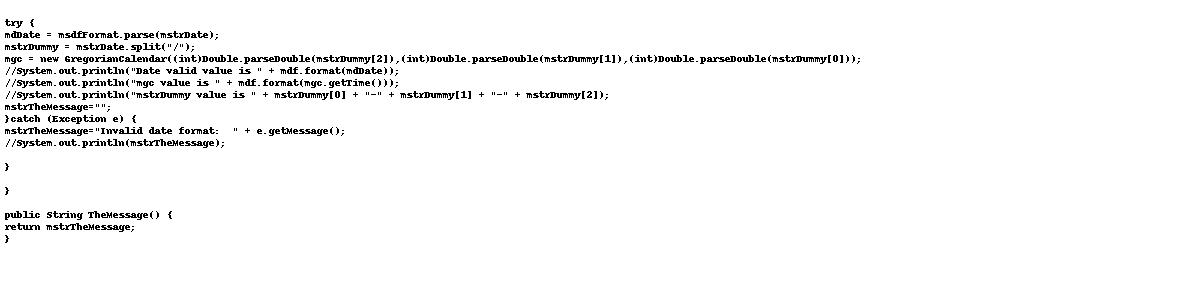 try {
mdDate = msdfFormat.parse(mstrDate);
mstrDummy = mstrDate.split("/");
mgc = new GregorianCalendar((int)Double.parseDouble(mstrDummy[2]),(int)Double.parseDouble(mstrDummy[1]),(int)Double.parseDouble(mstrDummy[0]));
//System.out.println("Date valid value is " + mdf.format(mdDate));
//System.out.println("mgc value is " + mdf.format(mgc.getTime()));
//System.out.println("mstrDummy value is " + mstrDummy[0] + "-" + mstrDummy[1] + "-" + mstrDummy[2]);
mstrTheMessage="";
}catch (Exception e) {
mstrTheMessage="Invalid date format:  " + e.getMessage();
//System.out.println(mstrTheMessage);
}
}
public String TheMessage() {
return mstrTheMessage;
}